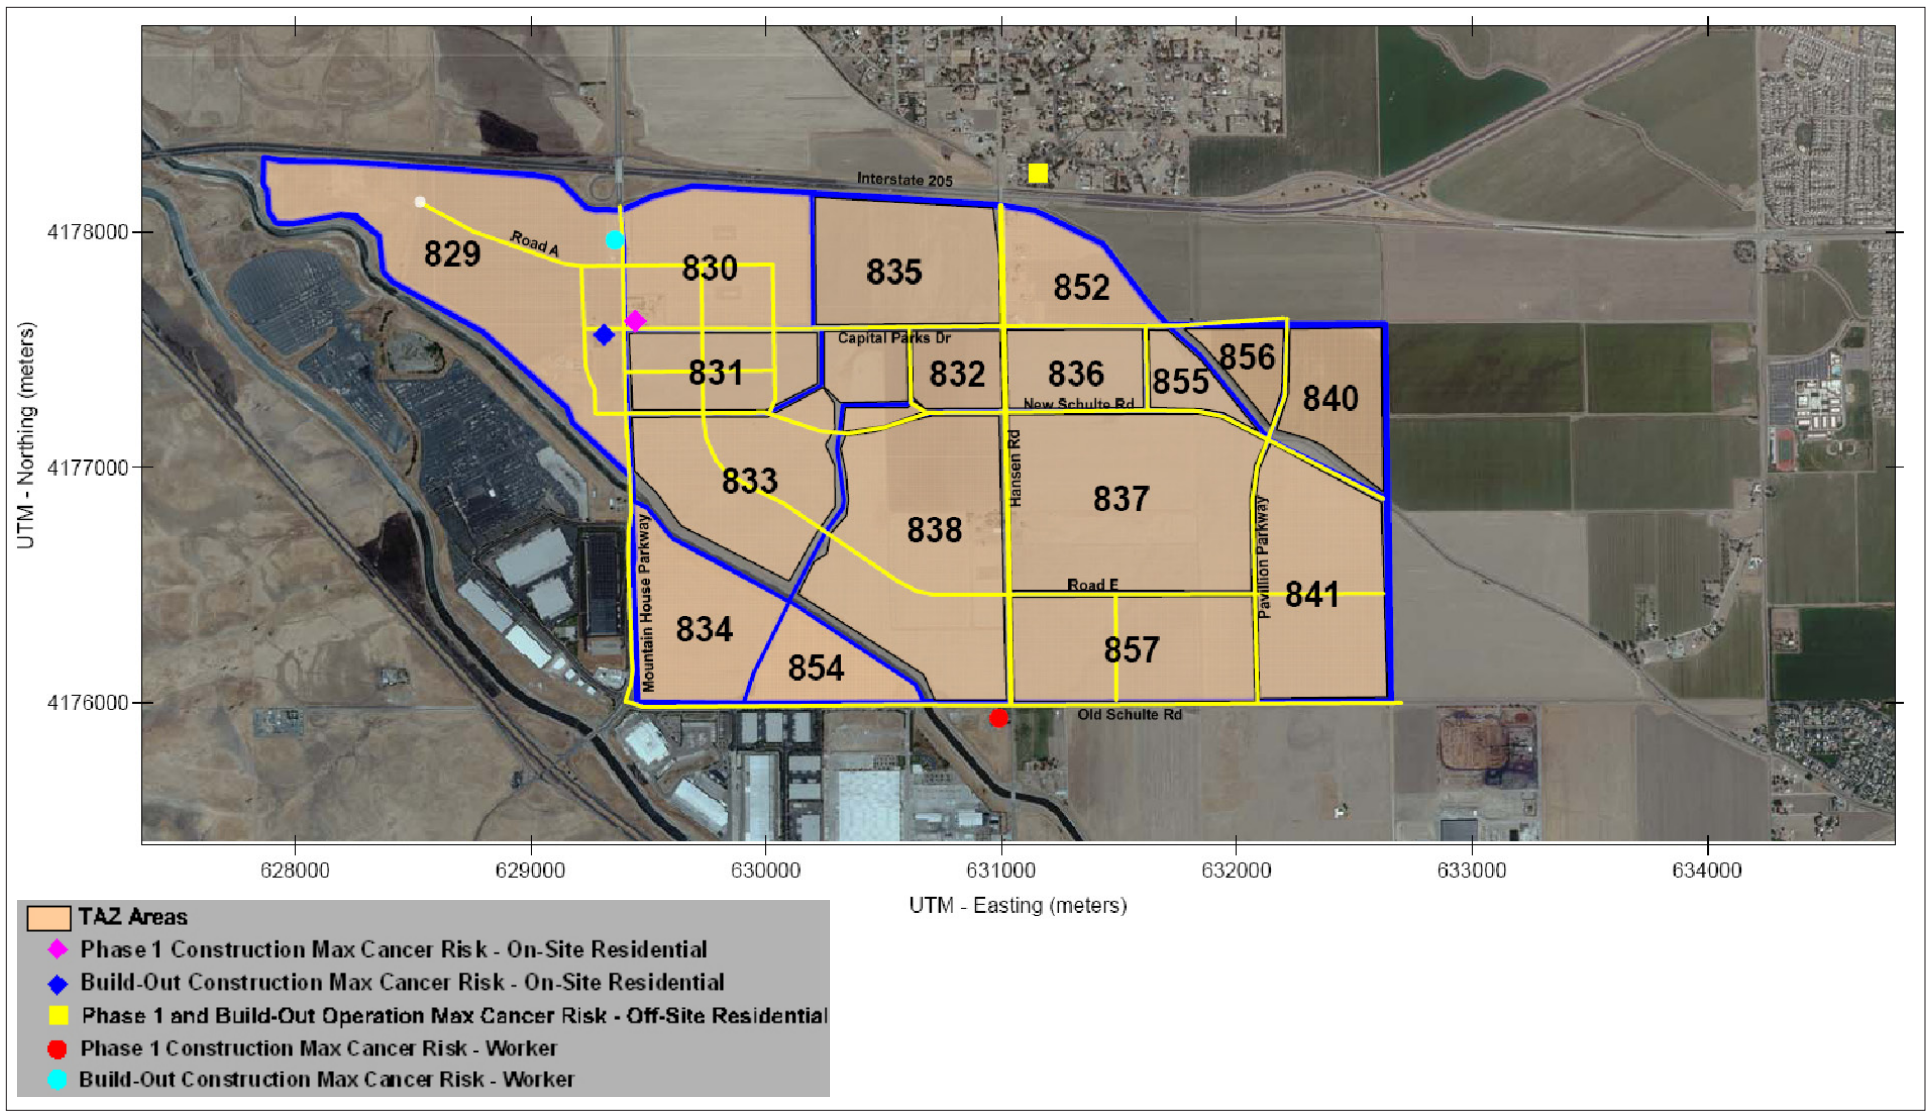 Interstate 205
4178000
829
Road A
830
835
852
Capital Parks Dr
831
832
836
855
856
840
New Schulte Rd
UTM - Northing (meters)
4177000
833
Hansen Rd
837
838
Mountain House Parkway
Pavillion Parkway
Road E
841
834
854
857
4176000
Old Schulte Rd
628000
629000
630000
631000
632000
633000
634000
UTM - Easting (meters)
TAZ Areas
Phase 1 Construction Max Cancer Risk - On-Site Residential
Build-Out Construction Max Cancer Risk - On-Site Residential
Phase 1 and Build-Out Operation Max Cancer Risk - Off-Site Residential
Phase 1 Construction Max Cancer Risk - Worker
Build-Out Construction Max Cancer Risk - Worker